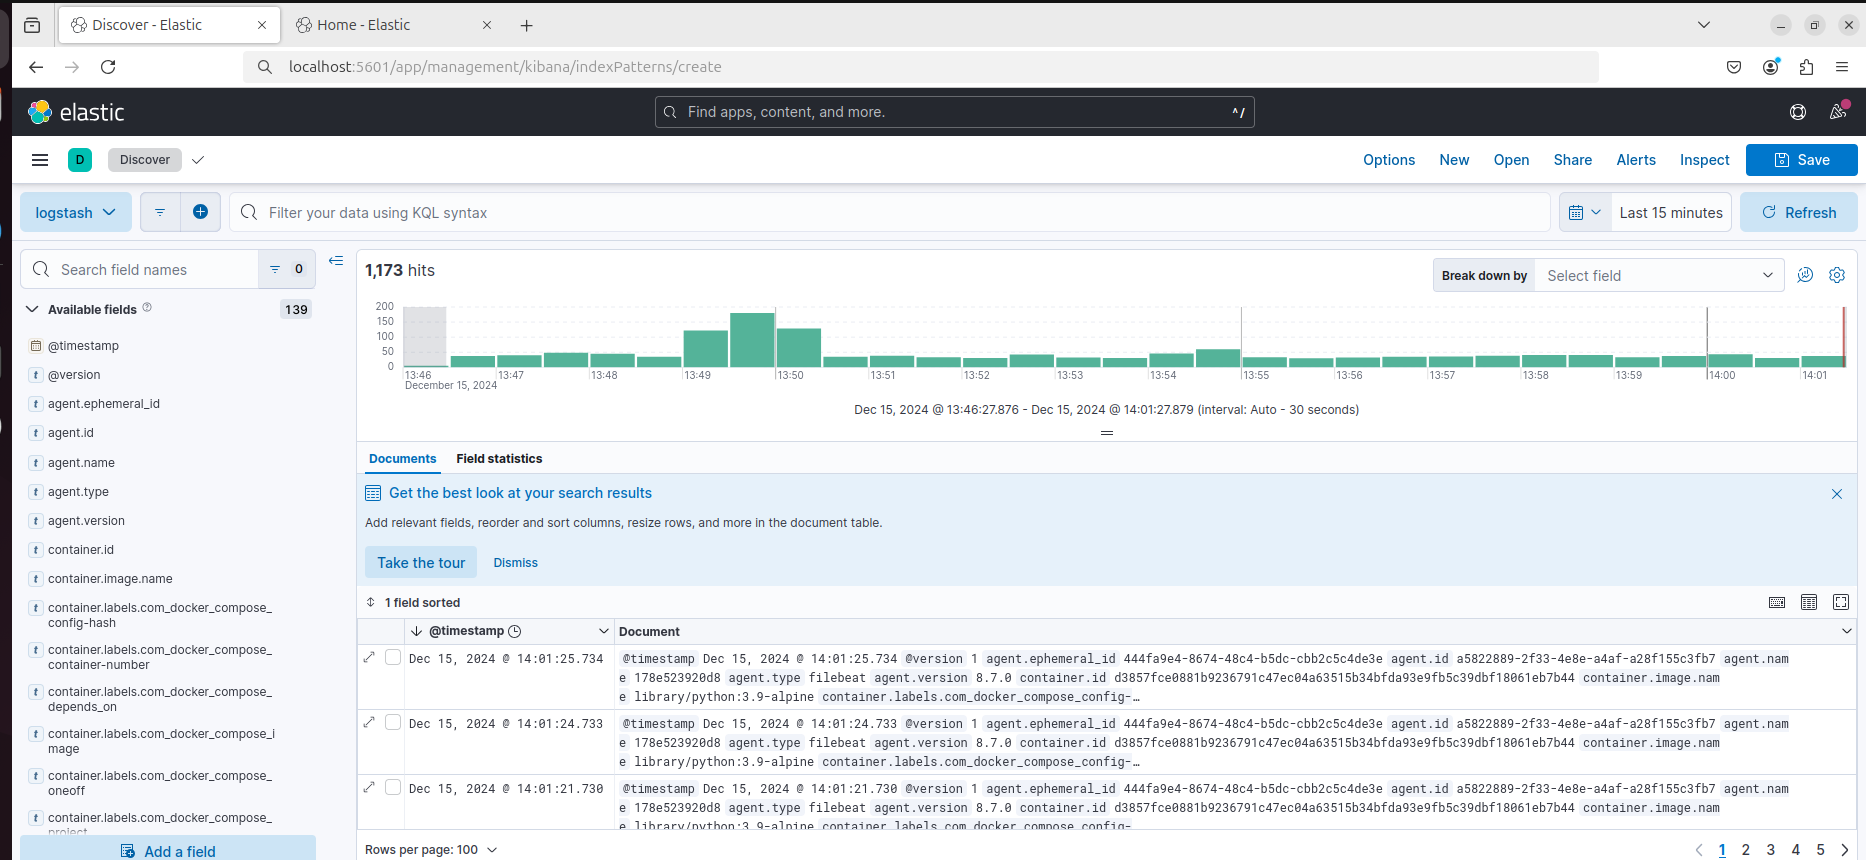 Discover - Elastic
Home - Elastic
localhost:5601/app/management/kibana/indexPatterns/create
elastic
Find apps, content, and more.
^/
D
Discover
Options
New
Open
Share
Alerts
Inspect
Save
logstash
Filter your data using KQL syntax
Last 15 minutes
Refresh
Search field names
0
1,173 hits
Break down by
Select field
Available fields
139
@timestamp
@version
agent.ephemeral_id
agent.id
agent.name
agent.type
agent.version
container.id
container.image.name
container.labels.com_docker_compose_
config-hash
container.labels.com_docker_compose_
container-number
container.labels.com_docker_compose_
depends_on
container.labels.com_docker_compose_i
mage
container.labels.com_docker_compose_
oneoff
container.labels.com_docker_compose_
project
Add a field
200
150
100
50
0
13:46
13:47
13:48
13:49
13:50
13:51
13:52
13:53
13:54
13:55
13:56
13:57
13:58
13:59
14:00
14:01
December 15, 2024
Dec 15, 2024 @ 13:46:27.876 - Dec 15, 2024 @ 14:01:27.879 (interval: Auto - 30 seconds)
Documents
Field statistics
Get the best look at your search results
Add relevant fields, reorder and sort columns, resize rows, and more in the document table.
Take the tour
Dismiss
1 field sorted
@timestamp
Document
Dec 15, 2024 @ 14:01:25.734
@timestamp Dec 15, 2024 @ 14:01:25.734 @version 1 agent.ephemeral_id 444fa9e4-8674-48c4-b5dc-cbb2c5c4de3e agent.id a5822889-2f33-4e8e-a4af-a28f155c3fb7 agent.nam
e 178e523920d8 agent.type filebeat agent.version 8.7.0 container.id d3857fce0881b9236791c47ec04a63515b34bfda93e9fb5c39dbf18061eb7b44 container.image.nam
e library/python:3.9-alpine container.labels.com_docker_compose_config-…
Dec 15, 2024 @ 14:01:24.733
@timestamp Dec 15, 2024 @ 14:01:24.733 @version 1 agent.ephemeral_id 444fa9e4-8674-48c4-b5dc-cbb2c5c4de3e agent.id a5822889-2f33-4e8e-a4af-a28f155c3fb7 agent.nam
e 178e523920d8 agent.type filebeat agent.version 8.7.0 container.id d3857fce0881b9236791c47ec04a63515b34bfda93e9fb5c39dbf18061eb7b44 container.image.nam
e library/python:3.9-alpine container.labels.com_docker_compose_config-…
Dec 15, 2024 @ 14:01:21.730
@timestamp Dec 15, 2024 @ 14:01:21.730 @version 1 agent.ephemeral_id 444fa9e4-8674-48c4-b5dc-cbb2c5c4de3e agent.id a5822889-2f33-4e8e-a4af-a28f155c3fb7 agent.nam
e 178e523920d8 agent.type filebeat agent.version 8.7.0 container.id d3857fce0881b9236791c47ec04a63515b34bfda93e9fb5c39dbf18061eb7b44 container.image.nam
e library/python:3.9-alpine container.labels.com_docker_compose_config-
Rows per page: 100
1 2 3 4 5